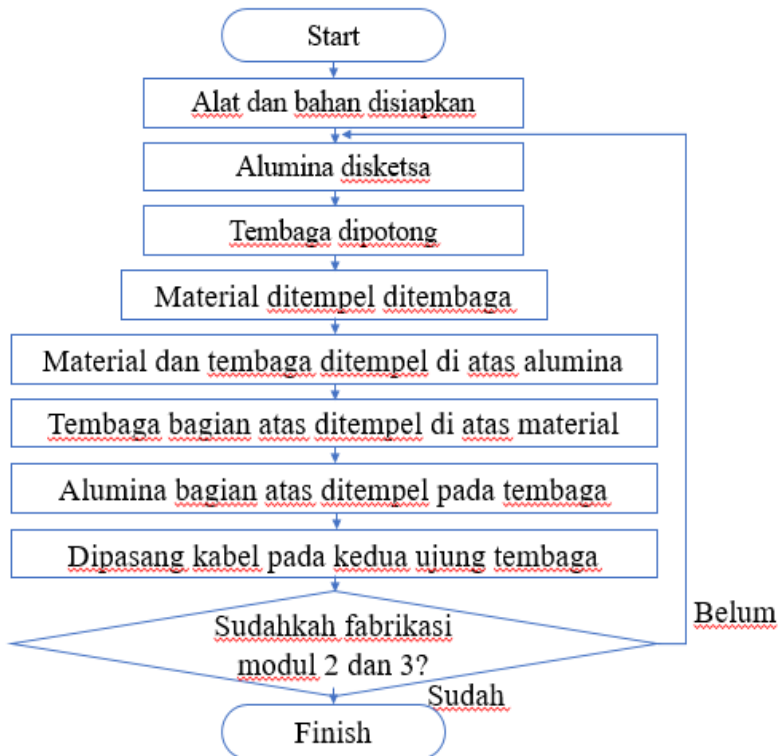 Start
Alat dan bahan disiapkan
Alumina disketsa
Tembaga dipotong
Material ditempel ditembaga
Material dan tembaga ditempel di atas alumina
Tembaga bagian atas ditempel di atas material
Alumina bagian atas ditempel pada tembaga
Dipasang kabel pada kedua ujung tembaga
Sudahkah fabrikasi
modul 2 dan 3?
Belum
Sudah
Finish